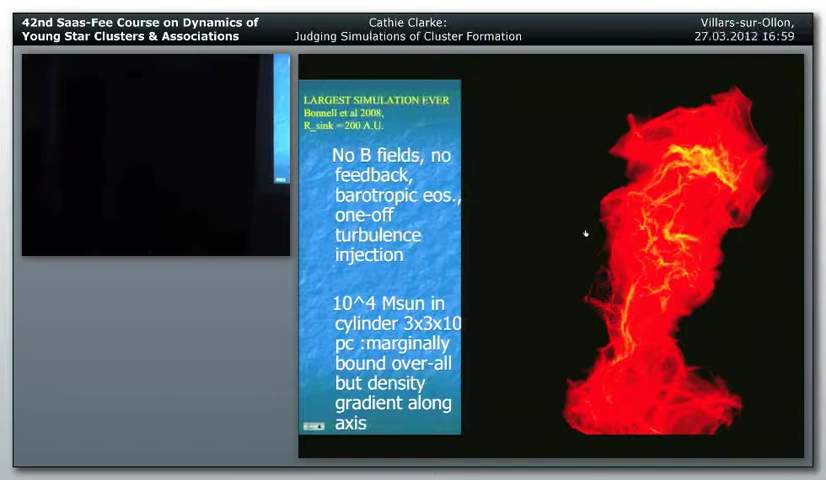 42nd Saas-Fee Course on Dynamics of
Young Star Clusters & Associations
Cathie Clarke:
Judging Simulations of Cluster Formation
Villars-sur-Ollon,
27.03.2012 16:59
LARGEST SIMULATION EVER
Bonnell et al 2008,
R_sink = 200 A.U.
No B fields, no
feedback,
barotropic eos.,
one-off
turbulence
injection
10^4 Msun in
cylinder 3x3x10
pc :marginally
bound over-all
but density
gradient along
axis